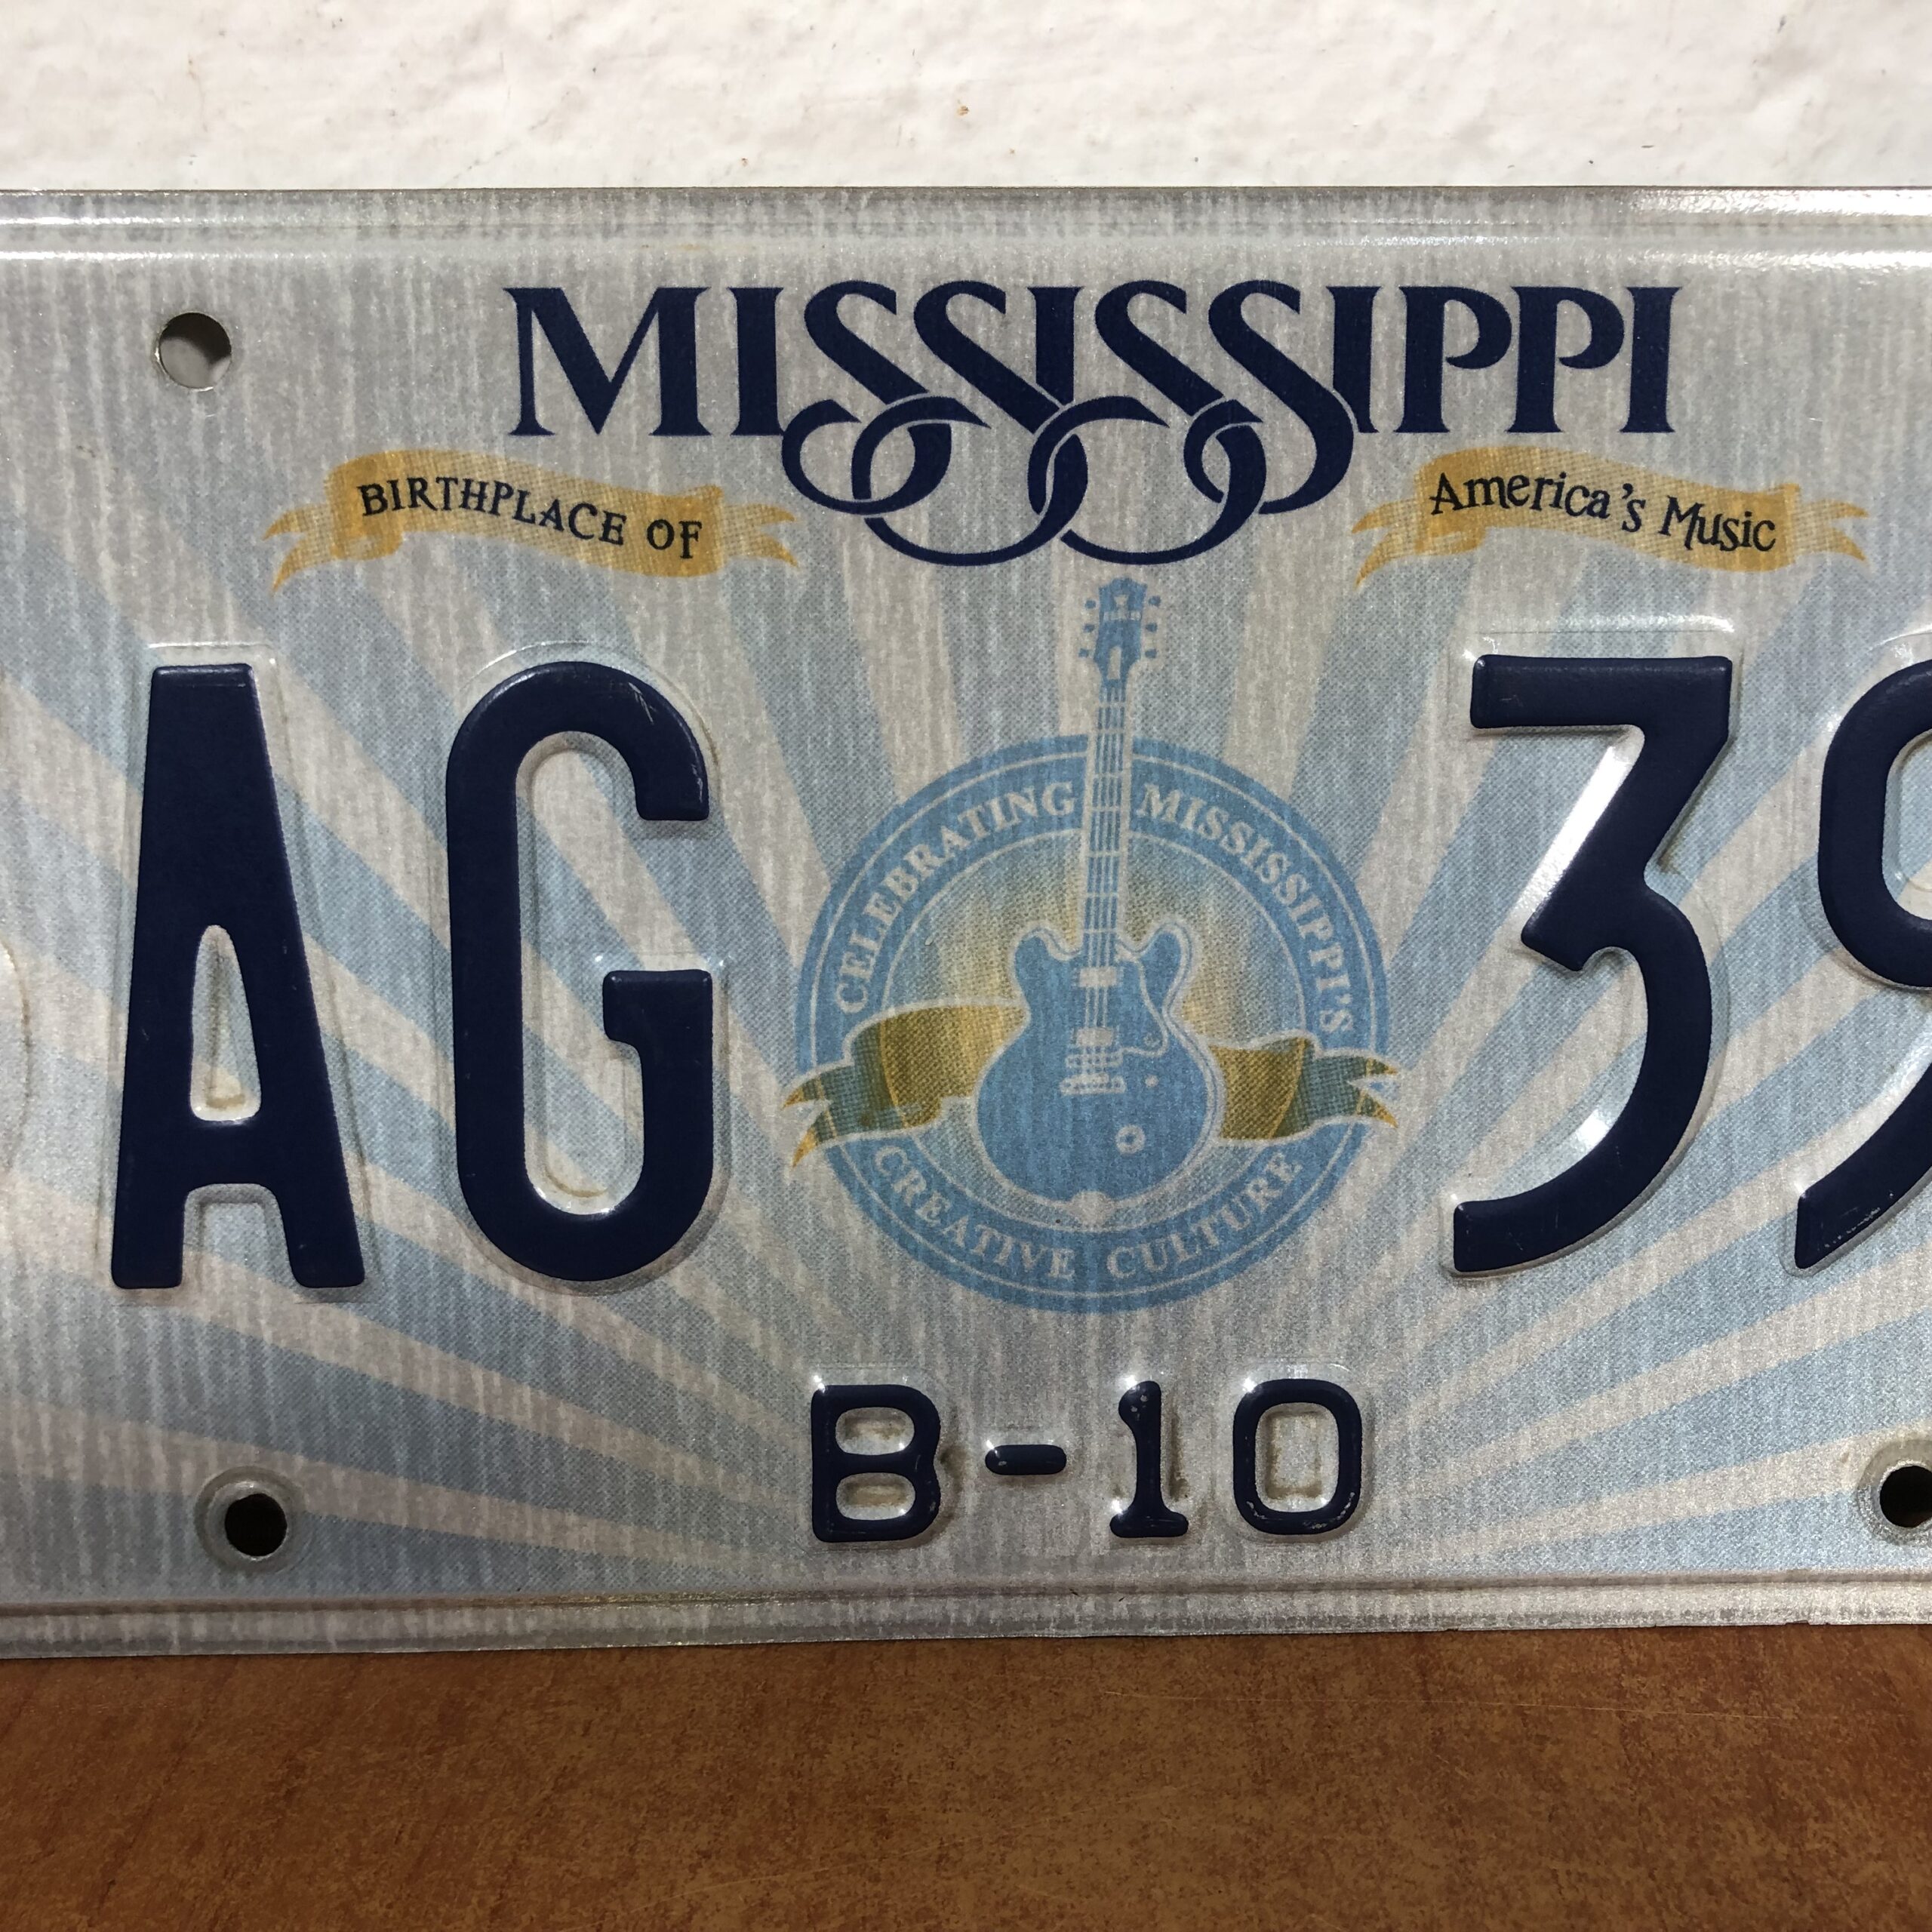 MISSISSIPPI
BIRTHPLACE OF America's Music
CELEBRATING MISSISSIPPI'S
AG 39
CREATIVE CULTURE
B-10